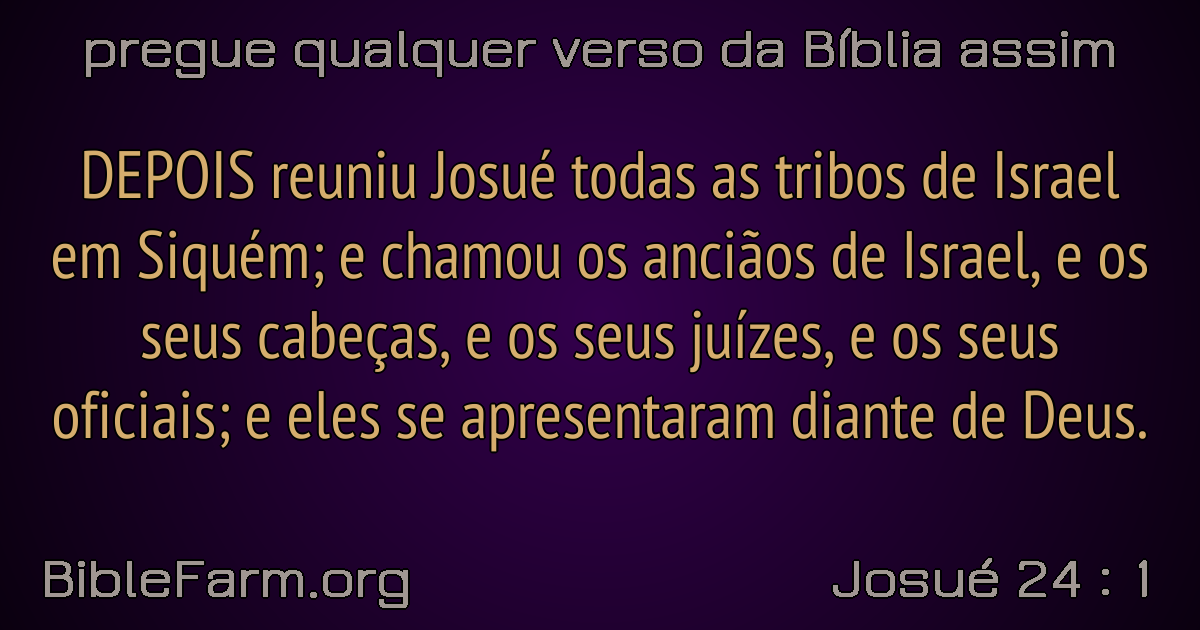 pregue qualquer verso da Bíblia assim
DEPOIS reuniu Josué todas as tribos de Israel
em Siquém; e chamou os anciãos de Israel, e os
seus cabeças, e os seus juízes, e os seus
oficiais; e eles se apresentaram diante de Deus.
BibleFarm.org
Josué 24 : 1